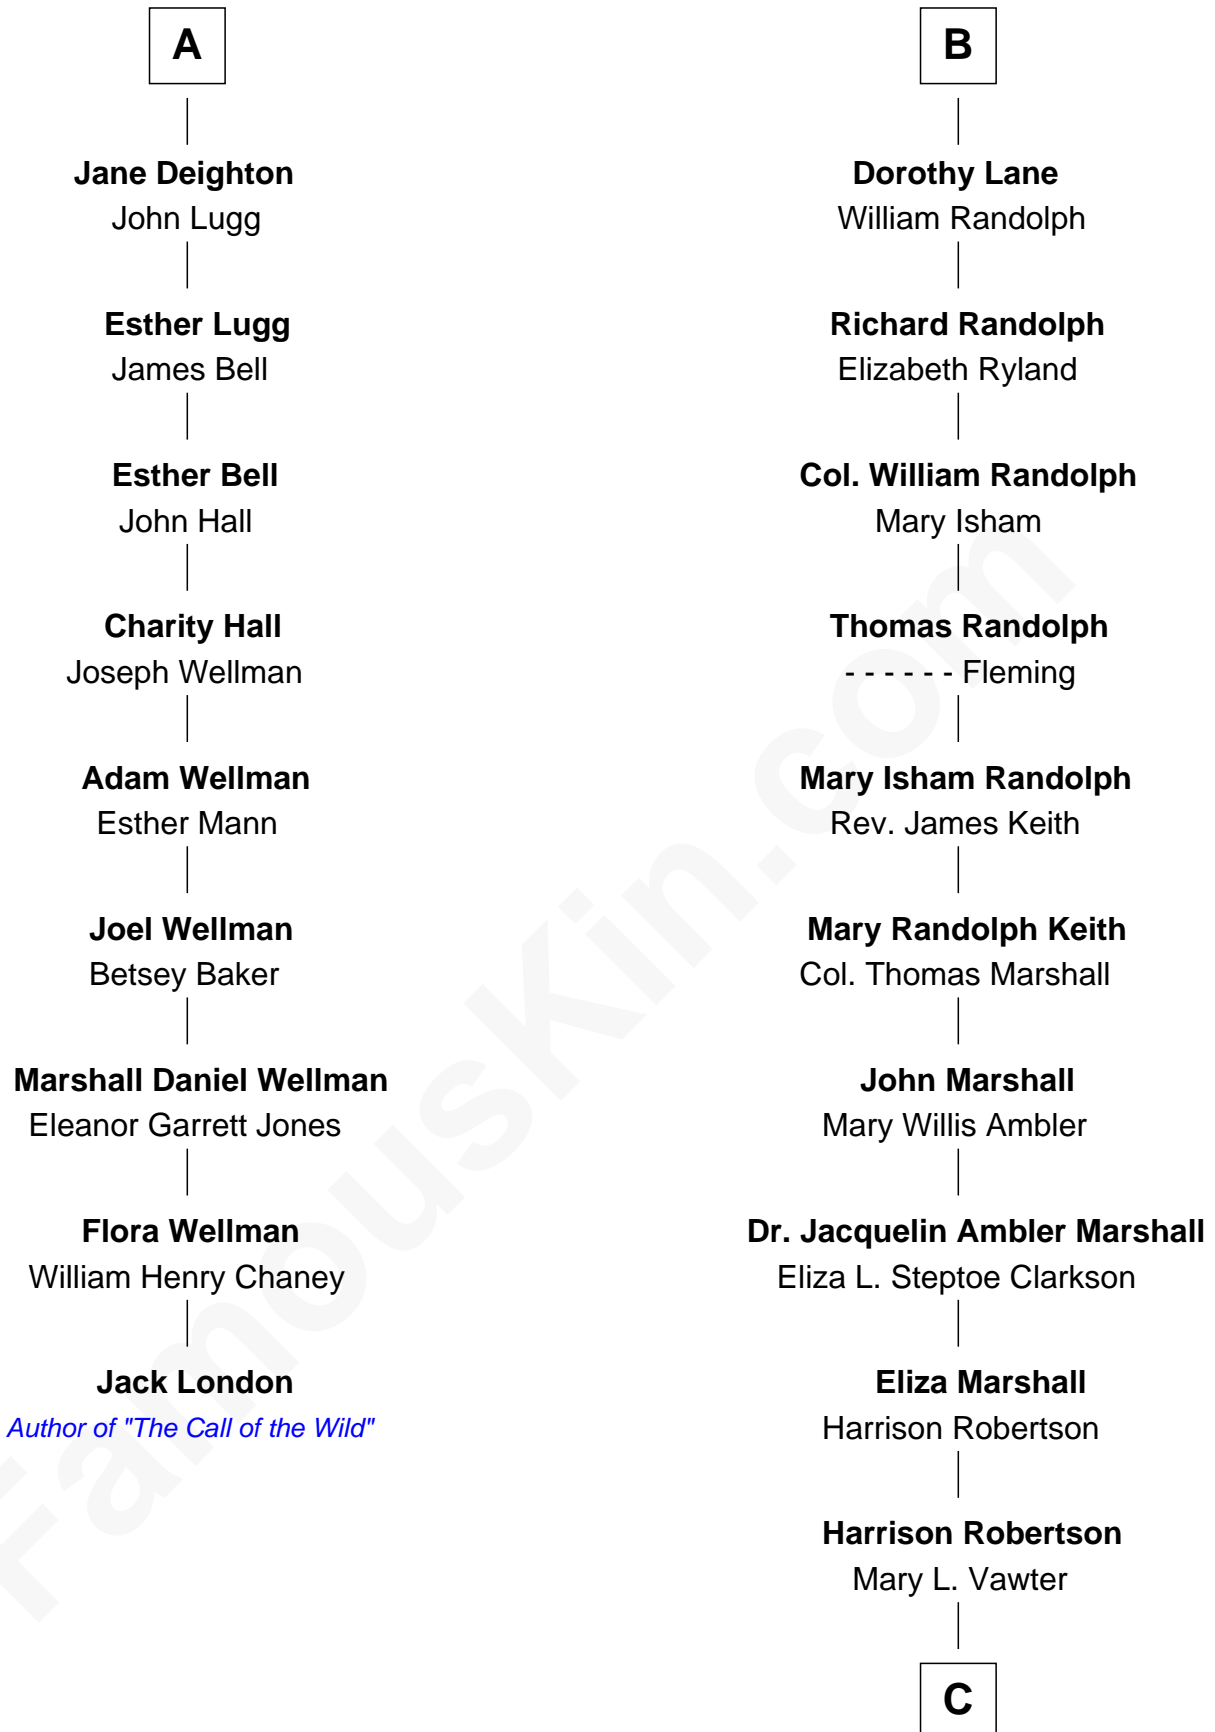 A
Jane Deighton
John Lugg
Esther Lugg
James Bell
Esther Bell
John Hall
Charity Hall
Joseph Wellman
Adam Wellman
Esther Mann
Joel Wellman
Betsey Baker
Marshall Daniel Wellman
Eleanor Garrett Jones
Flora Wellman
William Henry Chaney
Jack London
Author of "The Call of the Wild"
B
Dorothy Lane
William Randolph
Richard Randolph
Elizabeth Ryland
Col. William Randolph
Mary Isham
Thomas Randolph
- - - - - - Fleming
Mary Isham Randolph
Rev. James Keith
Mary Randolph Keith
Col. Thomas Marshall
John Marshall
Mary Willis Ambler
Dr. Jacquelin Ambler Marshall
Eliza L. Steptoe Clarkson
Eliza Marshall
Harrison Robertson
Harrison Robertson
Mary L. Vawter
C
FamousKin.com